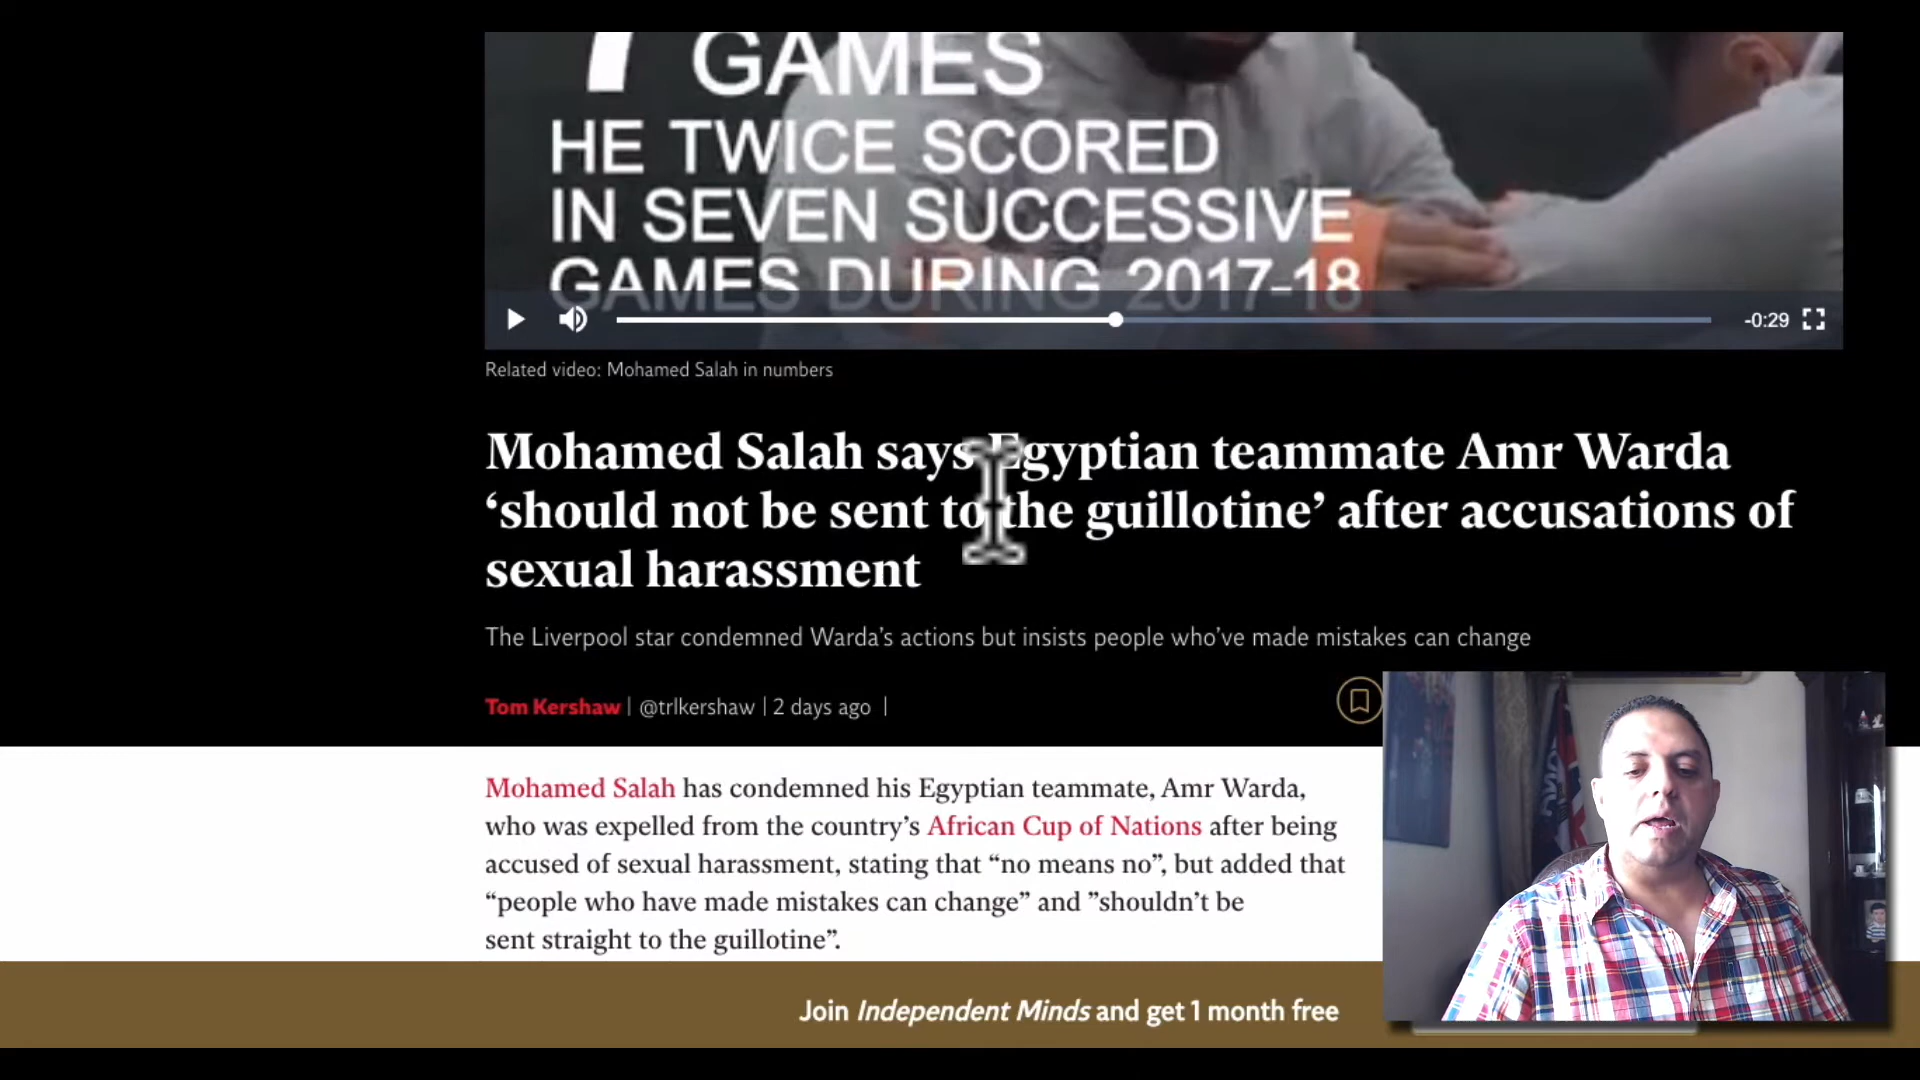 GAMES
HE TWICE SCORED
IN SEVEN SUCCESSIVE
GAMES DURING 2017-18
-0:29
Related video: Mohamed Salah in numbers
Mohamed Salah says Egyptian teammate Amr Warda
‘should not be sent to the guillotine’ after accusations of
sexual harassment
The Liverpool star condemned Warda’s actions but insists people who’ve made mistakes can change
Tom Kershaw | @trlkershaw | 2 days ago |
Mohamed Salah has condemned his Egyptian teammate, Amr Warda,
who was expelled from the country’s African Cup of Nations after being
accused of sexual harassment, stating that “no means no”, but added that
“people who have made mistakes can change” and ”shouldn’t be
sent straight to the guillotine”.
Join Independent Minds and get 1 month free